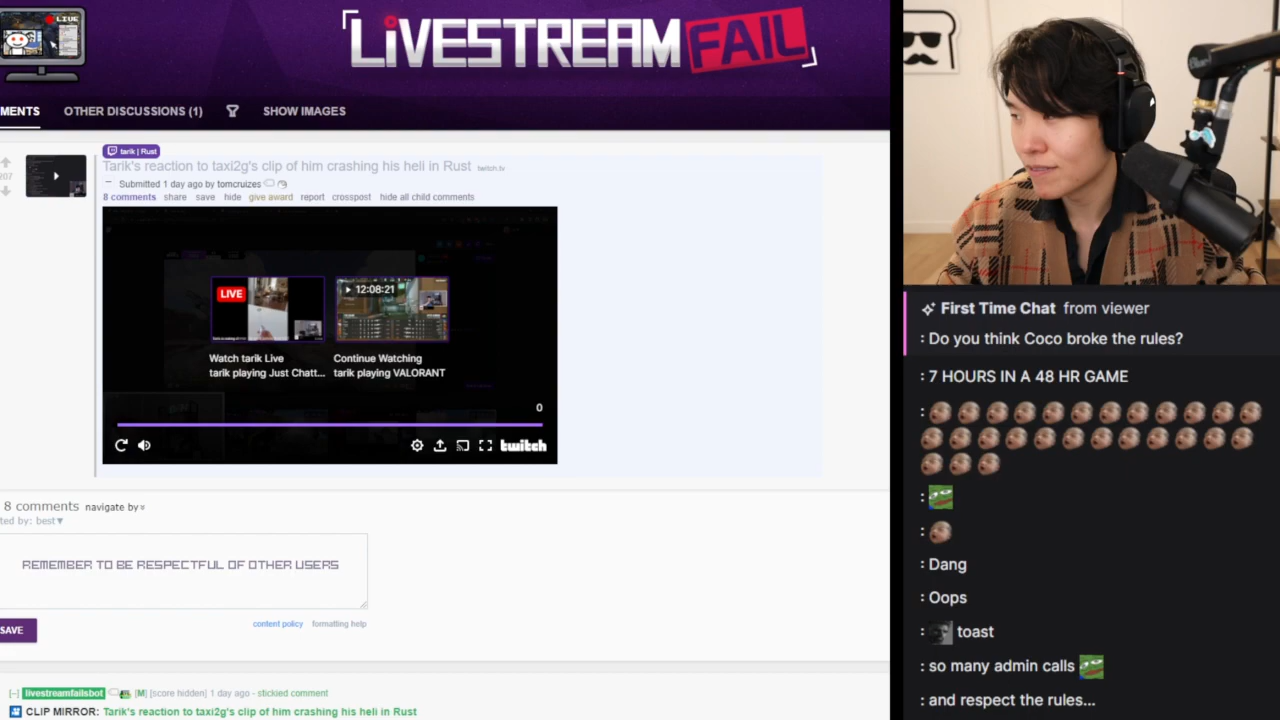 LIVE
LIVESTREAM FAIL
MENTS
OTHER DISCUSSIONS (1)
SHOW IMAGES
tarik | Rust
Tarik's reaction to taxi2g's clip of him crashing his heli in Rust twitch.tv
207
Submitted 1 day ago by tomcruizes
8 comments share save hide give award report crosspost hide all child comments
LIVE
12:08:21
Watch tarik Live
tarik playing Just Chatt...
Continue Watching
tarik playing VALORANT
0
twitch
8 comments navigate by
ted by: best▼
REMEMBER TO BE RESPECTFUL OF OTHER USERS
SAVE
content policy formatting help
[–] livestreamfailsbot [M] [score hidden] 1 day ago - stickied comment
CLIP MIRROR: Tarik's reaction to taxi2g's clip of him crashing his heli in Rust
First Time Chat from viewer
: Do you think Coco broke the rules?
: 7 HOURS IN A 48 HR GAME
:
:
:
: Dang
: Oops
: toast
: so many admin calls
: and respect the rules...